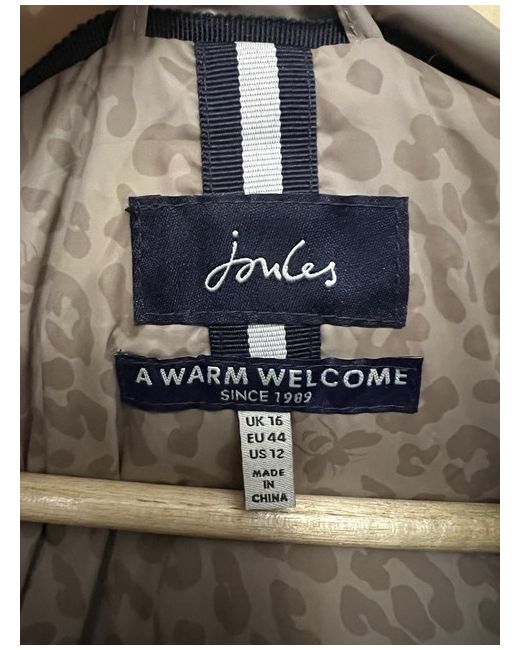 joules
A WARM WELCOME
SINCE 1989
UK 16
EU 44
US 12
MADE
IN
CHINA